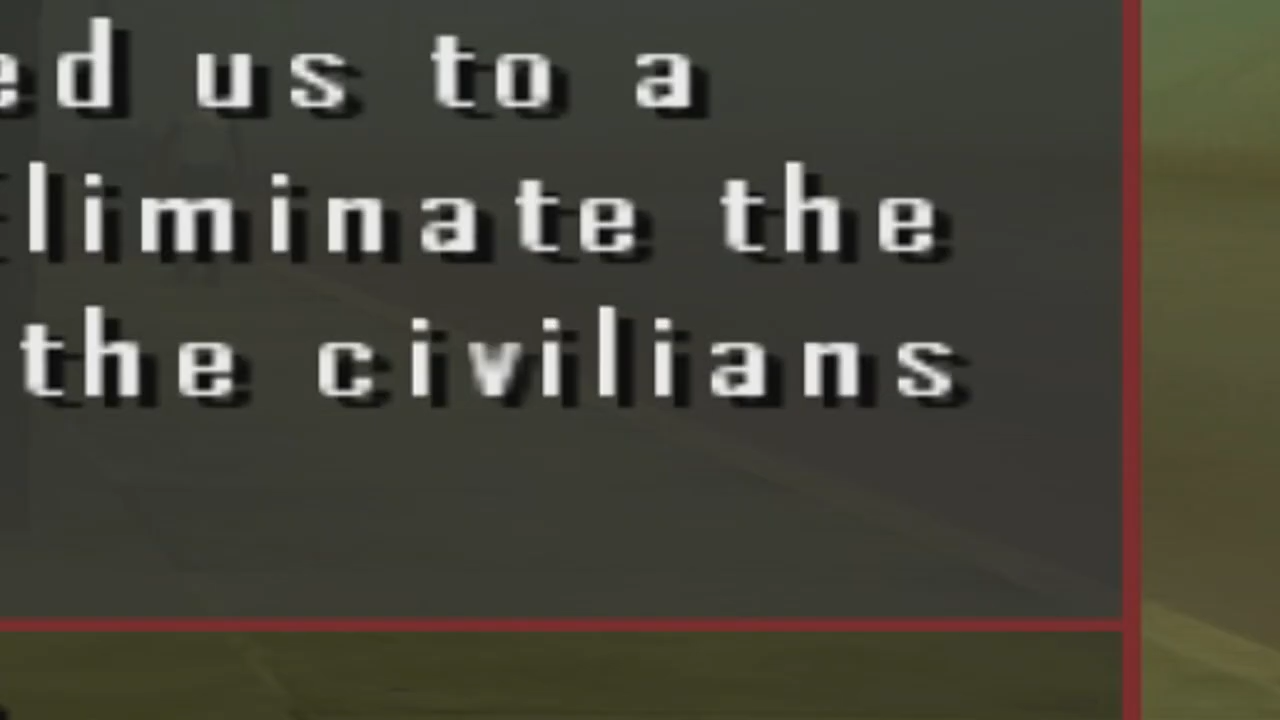 ed us to a
liminate the
the civilians